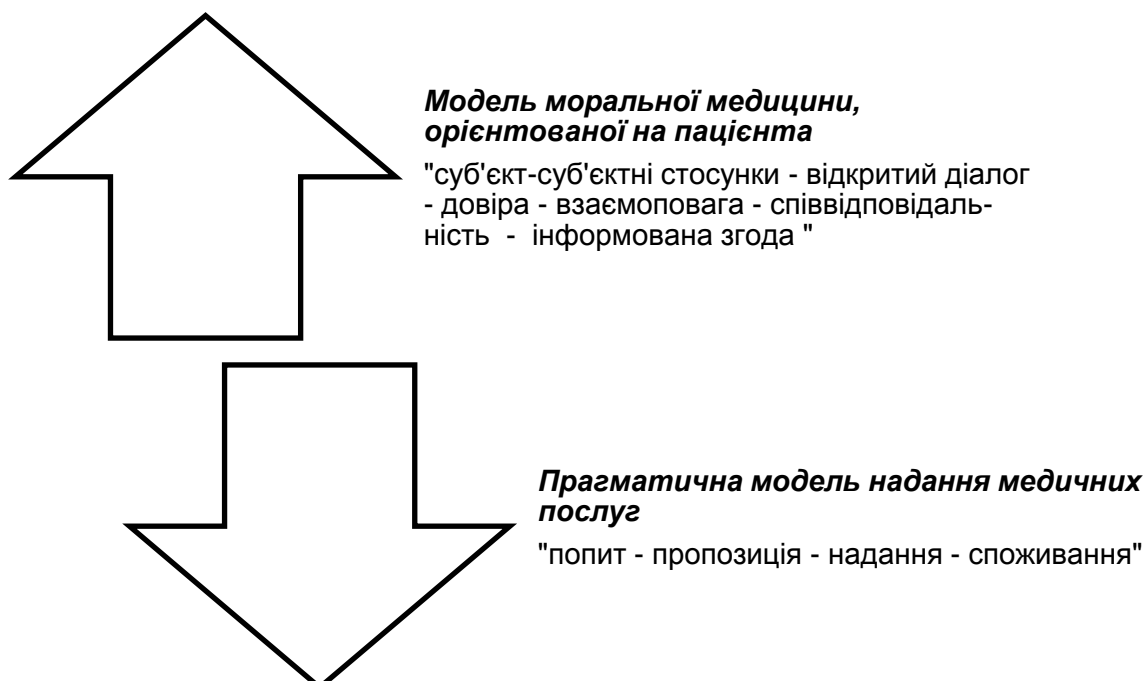 Модель моральної медицини,
орієнтованої на пацієнта
"суб'єкт-суб'єктні стосунки - відкритий діалог
- довіра - взаємоповага - співвідповідаль-
ність - інформована згода "
Прагматична модель надання медичних
послуг
"попит - пропозиція - надання - споживання"